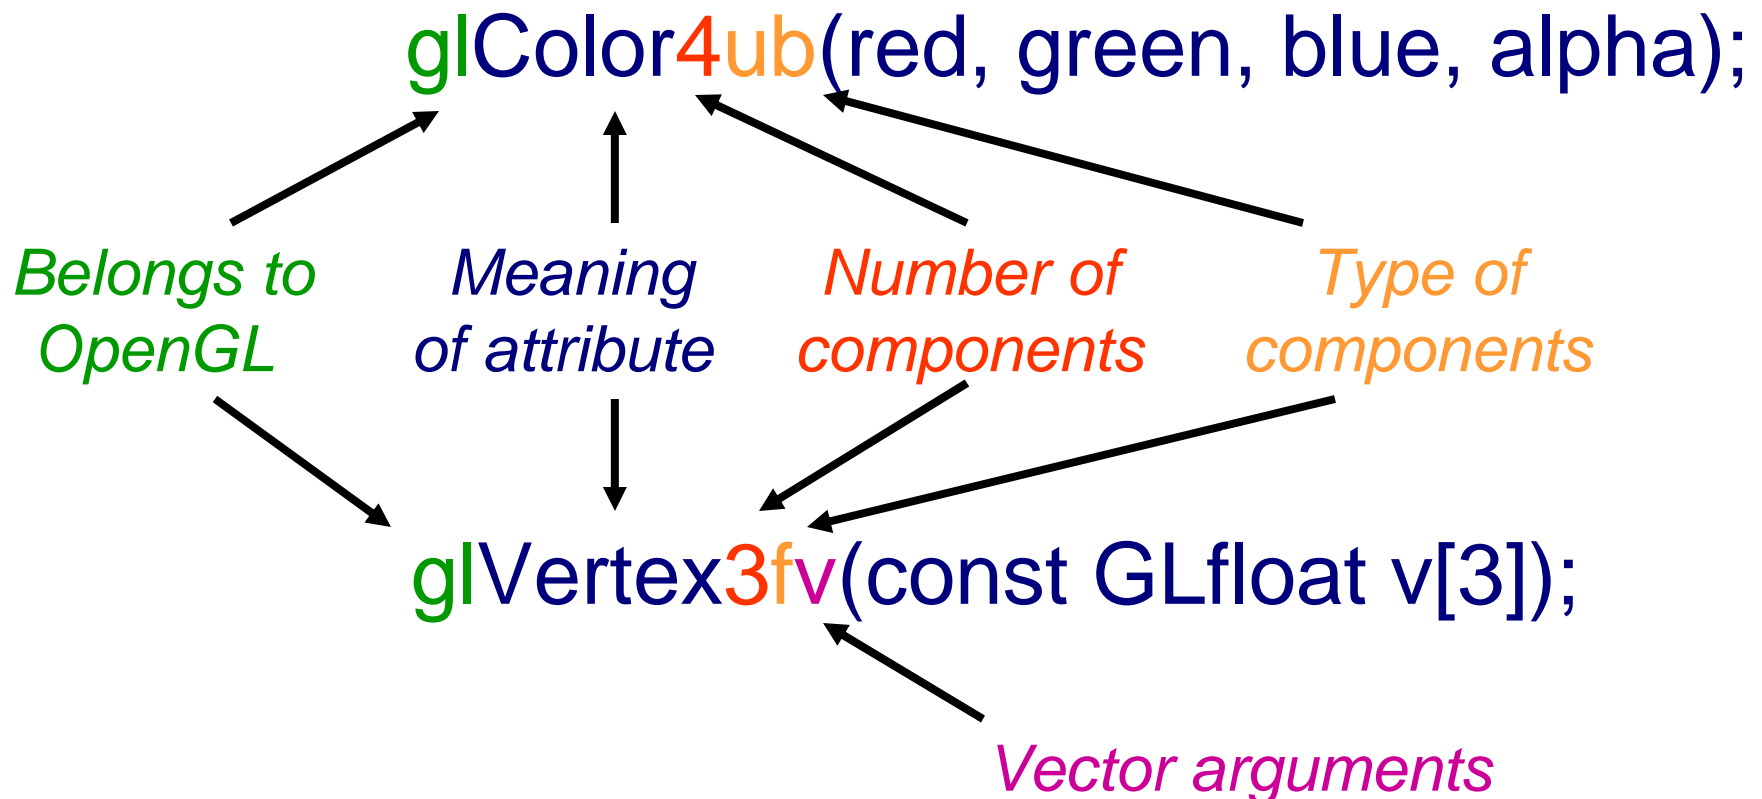 glColor4ub(red, green, blue, alpha);
Belongs to
OpenGL
Meaning
of attribute
Number of
components
Type of
components
glVertex3fv(const GLfloat v[3]);
Vector arguments